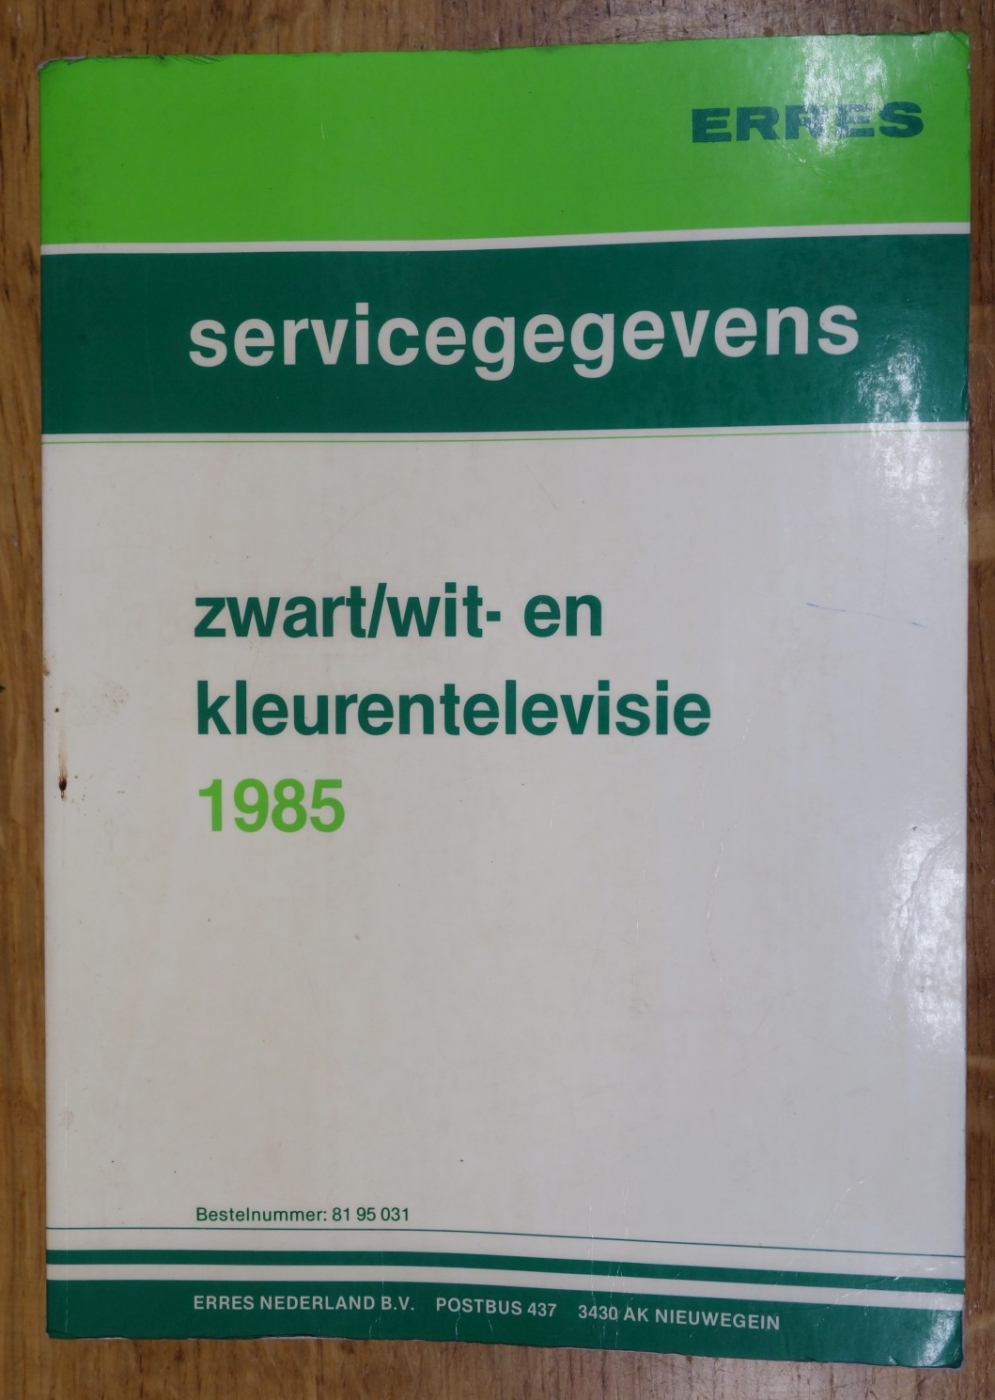 ERRES
servicegegevens
zwart/wit- en
kleurentelevisie
1985
Bestelnummer: 81 95 031
ERRES NEDERLAND B.V. POSTBUS 437 3430 AK NIEUWEGEIN